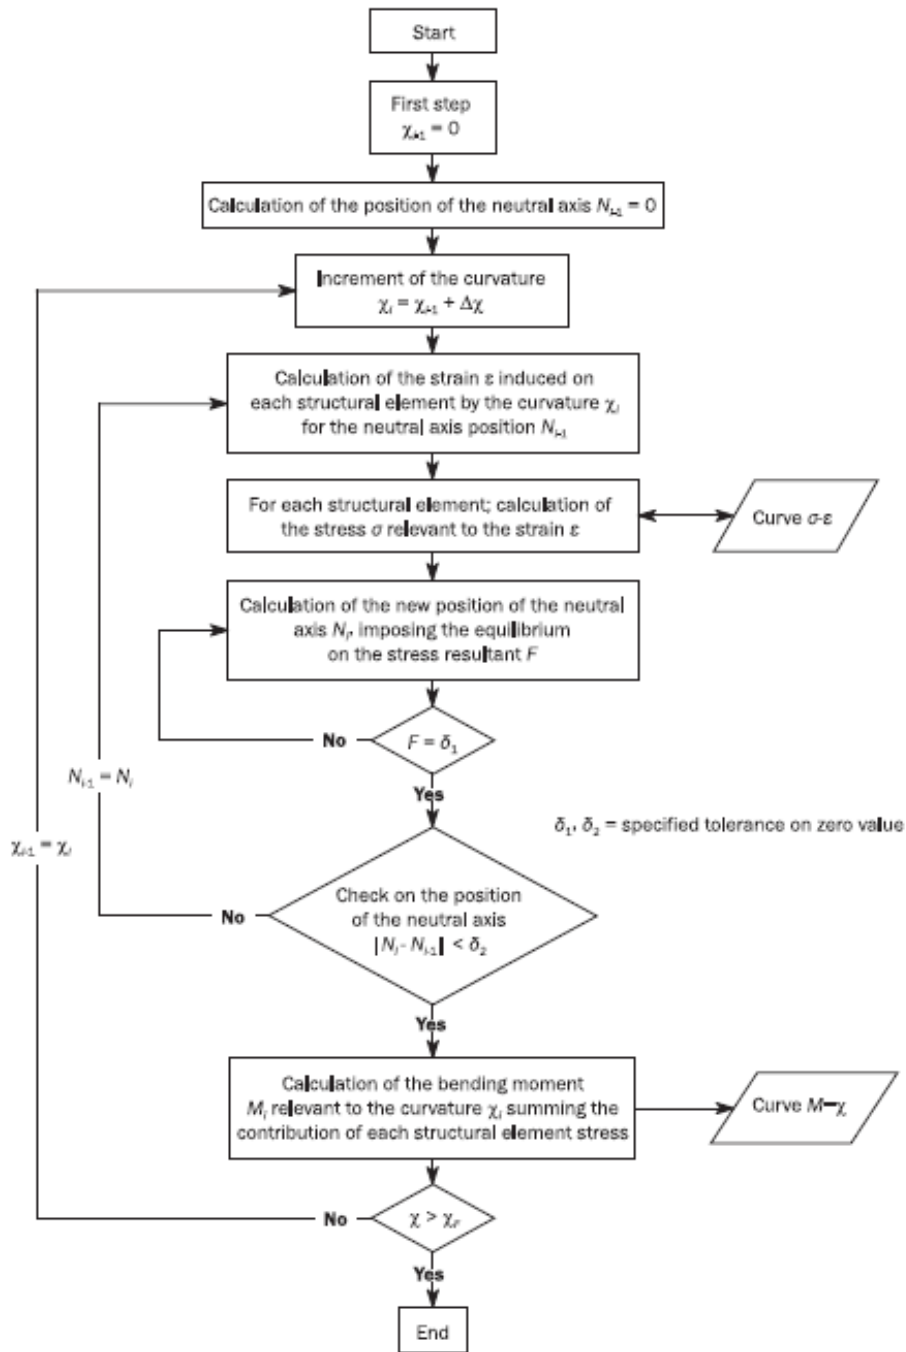 Start
First step
χᵢ₋₁ = 0
Calculation of the position of the neutral axis Nᵢ₋₁ = 0
Increment of the curvature
χᵢ = χᵢ₋₁ + Δχ
Calculation of the strain ε induced on
each structural element by the curvature χᵢ
for the neutral axis position Nᵢ₋₁
For each structural element; calculation of
the stress σ relevant to the strain ε
Curve σ-ε
Calculation of the new position of the neutral
axis Nᵢ, imposing the equilibrium
on the stress resultant F
No
F = δ₁
Nᵢ₋₁ = Nᵢ
Yes
δ₁, δ₂ = specified tolerance on zero value
χᵢ₋₁ = χᵢ
Check on the position
of the neutral axis
|Nᵢ - Nᵢ₋₁| < δ₂
No
Yes
Calculation of the bending moment
Mᵢ relevant to the curvature χᵢ summing the
contribution of each structural element stress
Curve M–χ
No
χ > χF
Yes
End